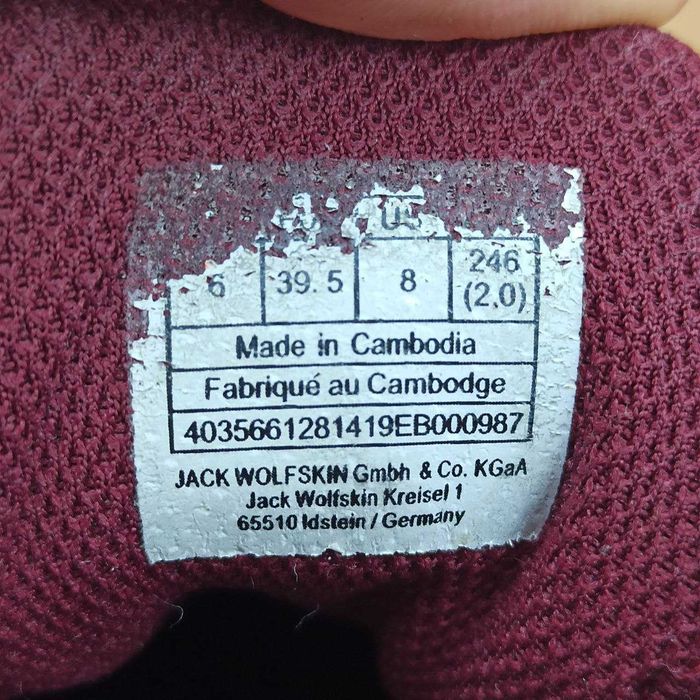 US
6 39.5 8 246 (2.0)
Made in Cambodia
Fabriqué au Cambodge
4035661281419EB000987
JACK WOLFSKIN Gmbh & Co. KGaA
Jack Wolfskin Kreisel 1
65510 Idstein / Germany